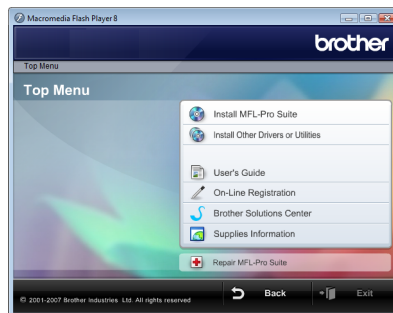 Macromedia Flash Player 8
brother
Top Menu
Top Menu
Install MFL-Pro Suite
Install Other Drivers or Utilities
User's Guide
On-Line Registration
Brother Solutions Center
Supplies Information
Repair MFL-Pro Suite
© 2001-2007 Brother Industries Ltd. All rights reserved
Back
Exit